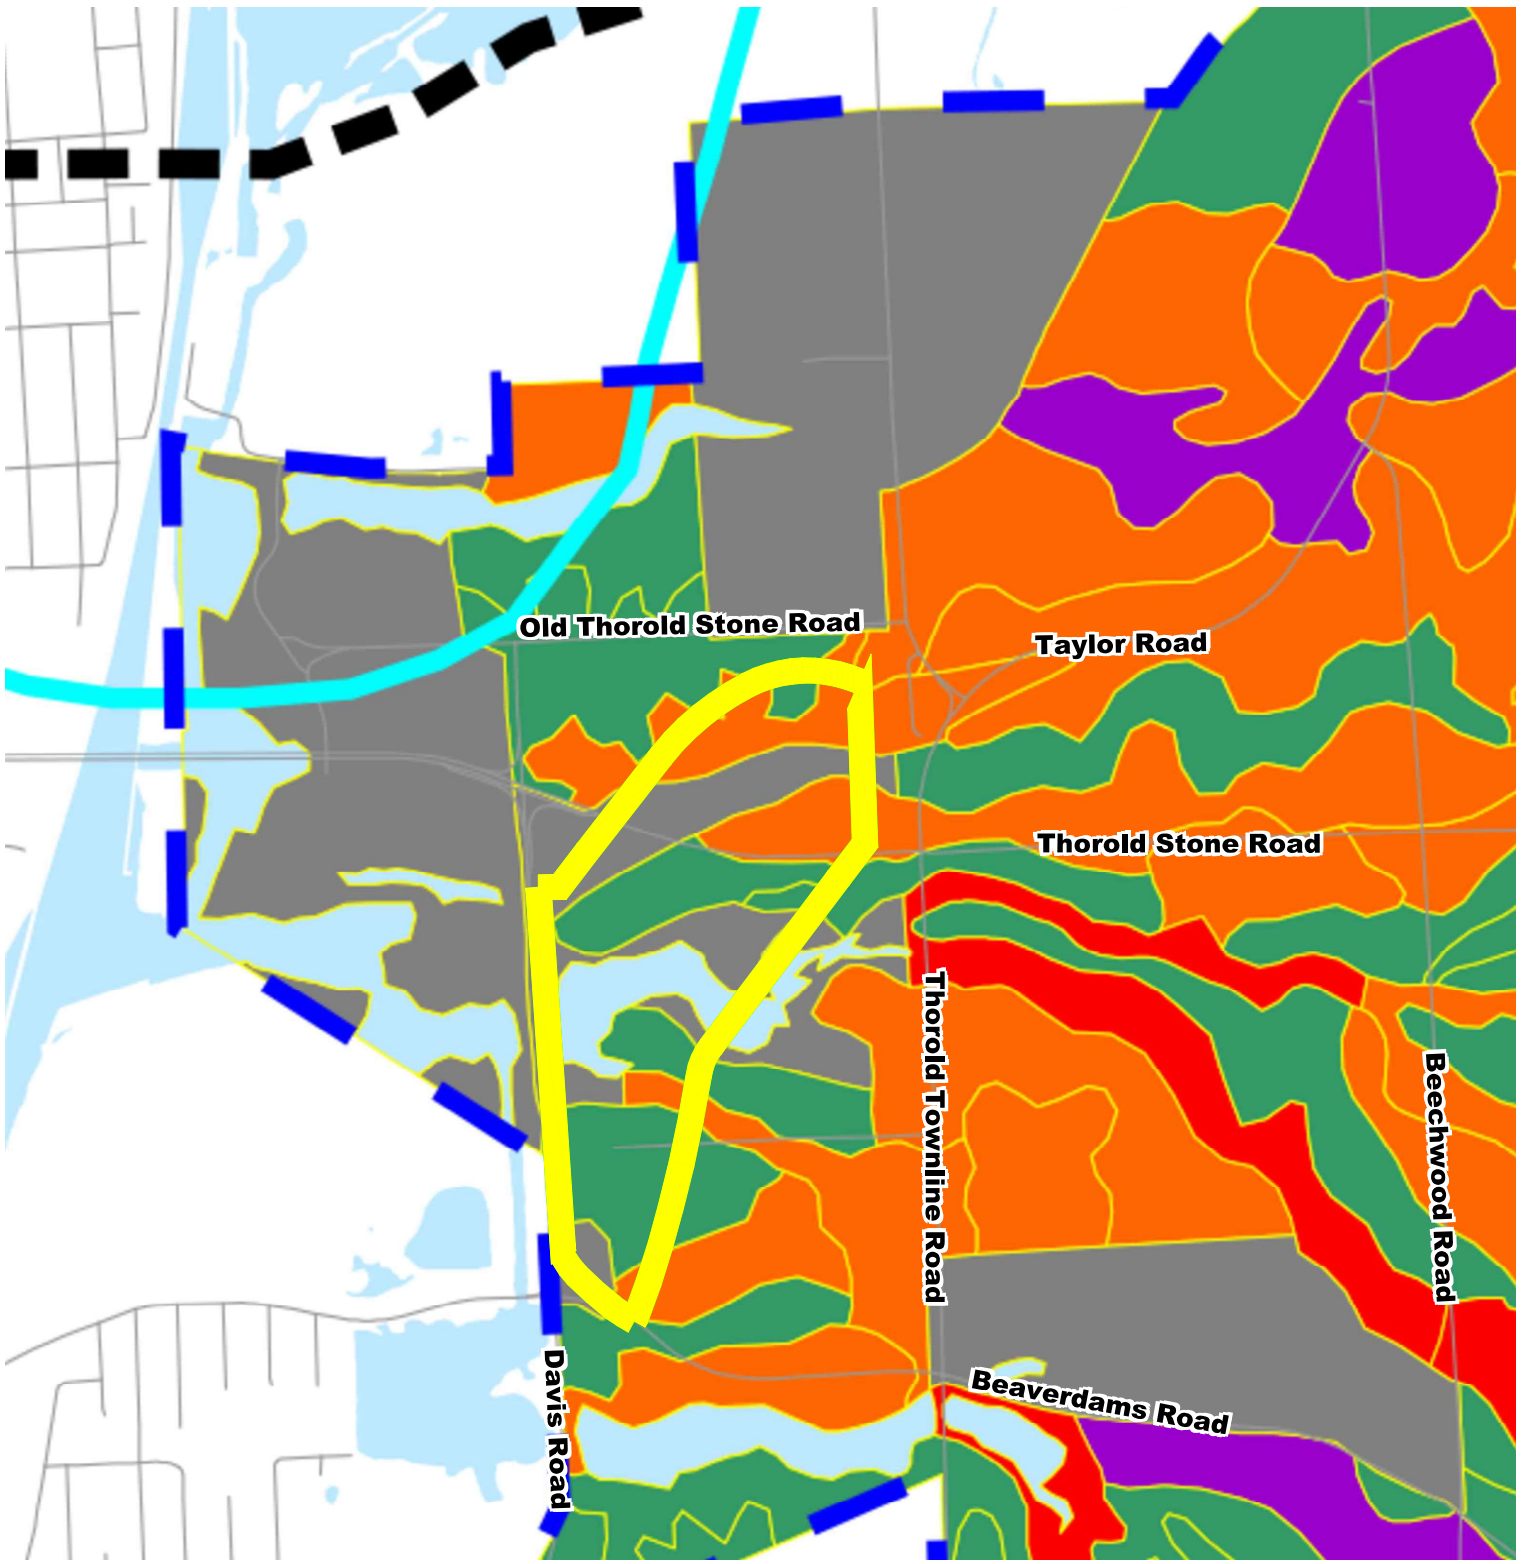 Old Thorold Stone Road
Taylor Road
Thorold Stone Road
Thorold Townline Road
Beechwood Road
Davis Road
Beaverdams Road